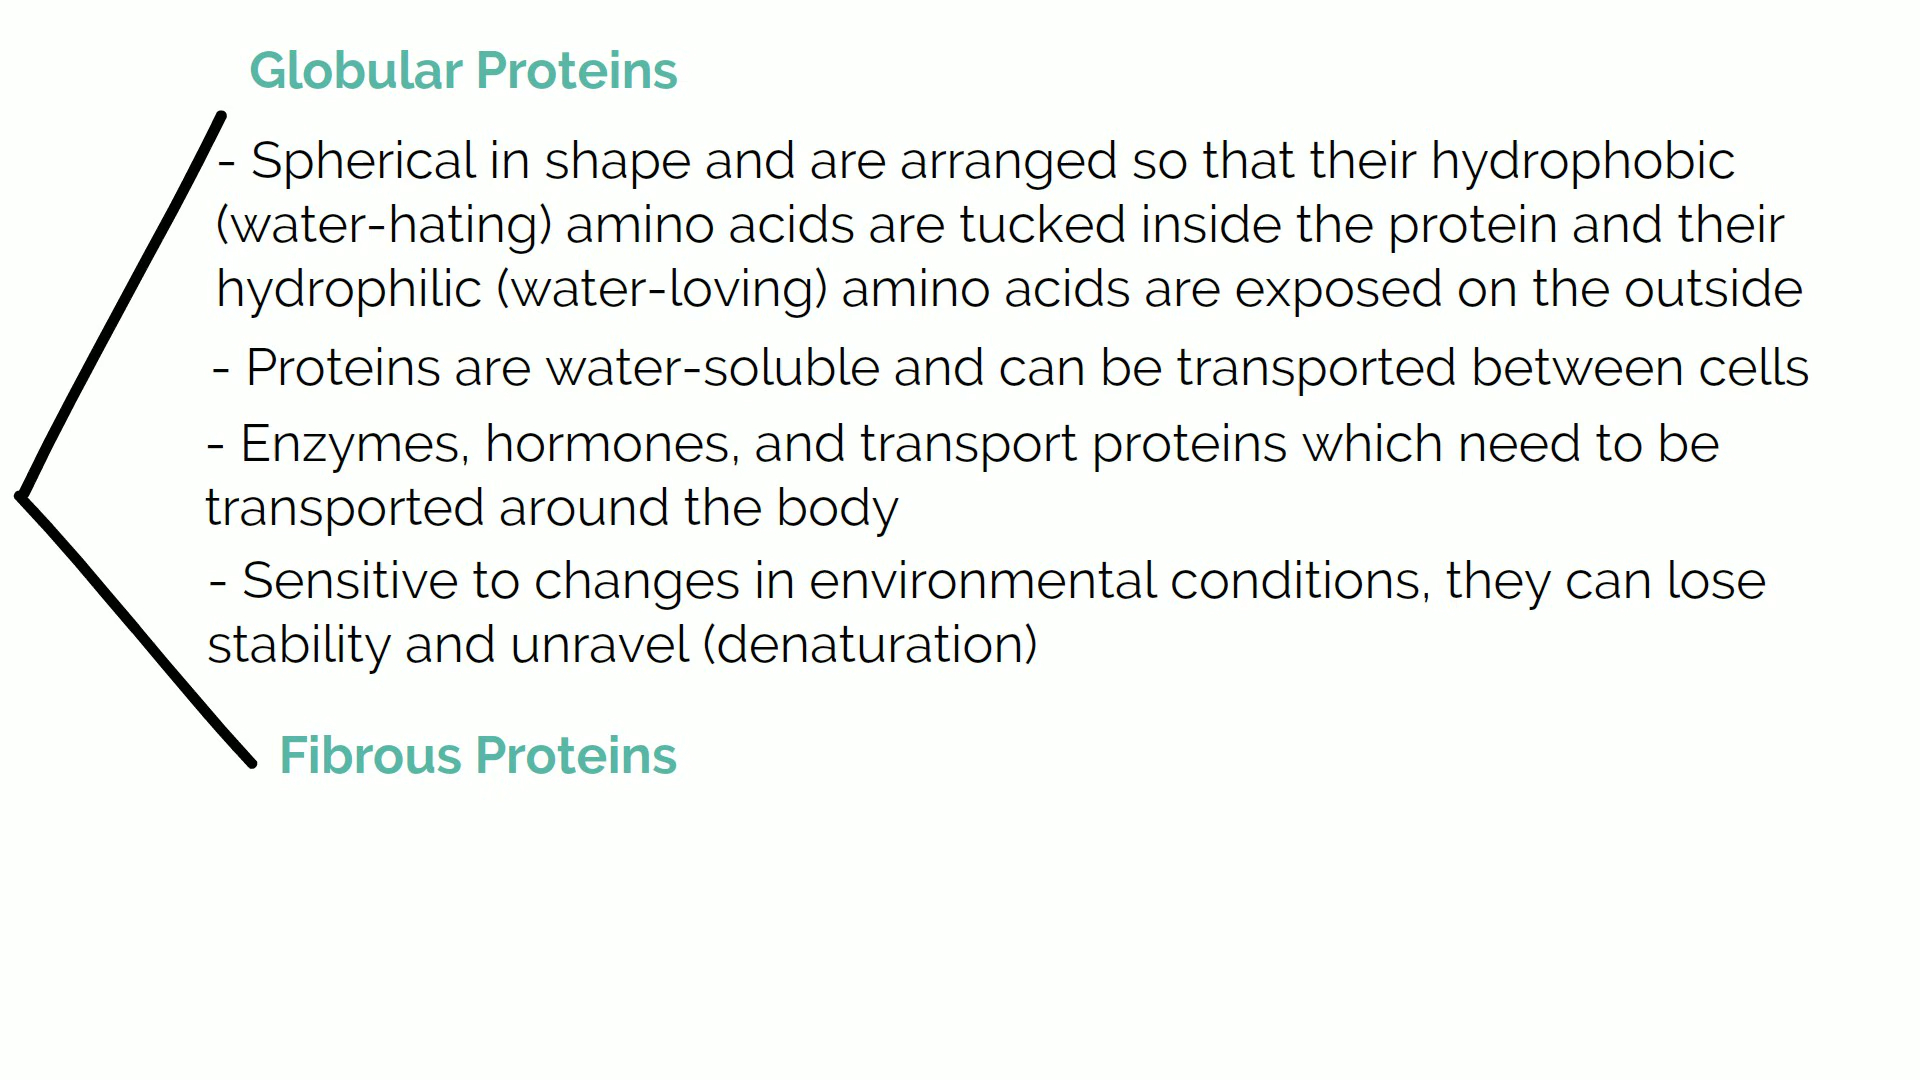 Globular Proteins
- Spherical in shape and are arranged so that their hydrophobic
(water-hating) amino acids are tucked inside the protein and their
hydrophilic (water-loving) amino acids are exposed on the outside
- Proteins are water-soluble and can be transported between cells
- Enzymes, hormones, and transport proteins which need to be
transported around the body
- Sensitive to changes in environmental conditions, they can lose
stability and unravel (denaturation)
Fibrous Proteins